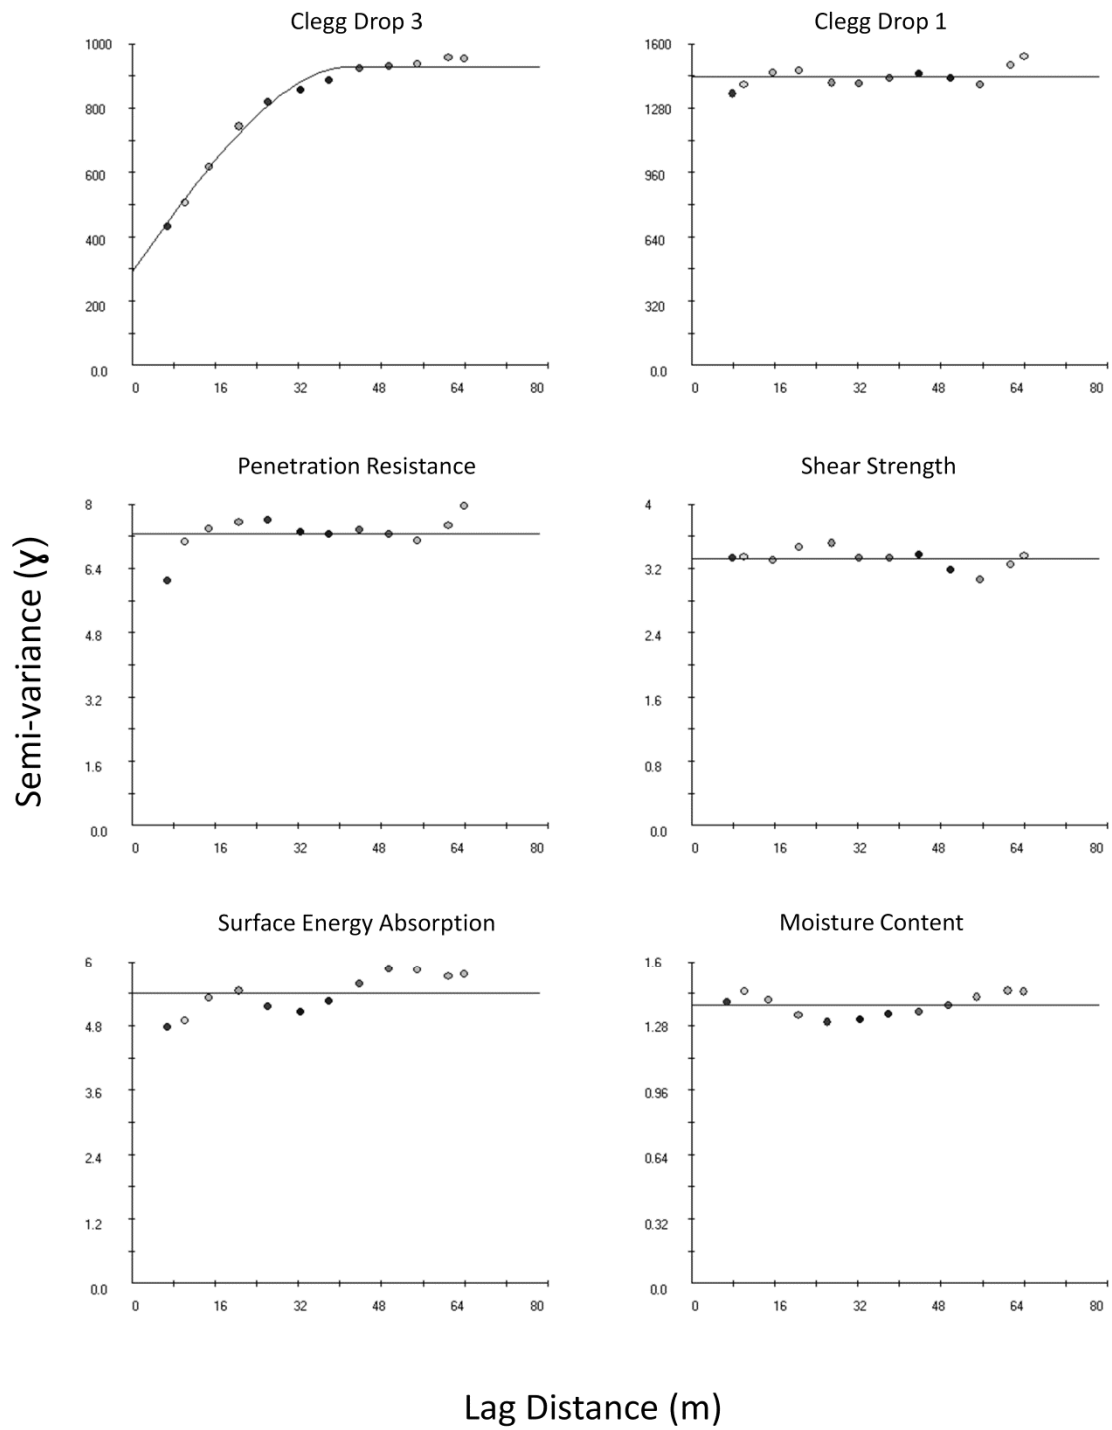 Clegg Drop 3
1000
800
600
400
200
0.0
0 16 32 48 64 80
Clegg Drop 1
1600
1280
960
640
320
0.0
0 16 32 48 64 80
Penetration Resistance
8
6.4
4.8
3.2
1.6
0.0
0 16 32 48 64 80
Shear Strength
4
3.2
2.4
1.6
0.8
0.0
0 16 32 48 64 80
Surface Energy Absorption
6
4.8
3.6
2.4
1.2
0.0
0 16 32 48 64 80
Moisture Content
1.6
1.28
0.96
0.64
0.32
0.0
0 16 32 48 64 80
Semi-variance (ɣ)
Lag Distance (m)